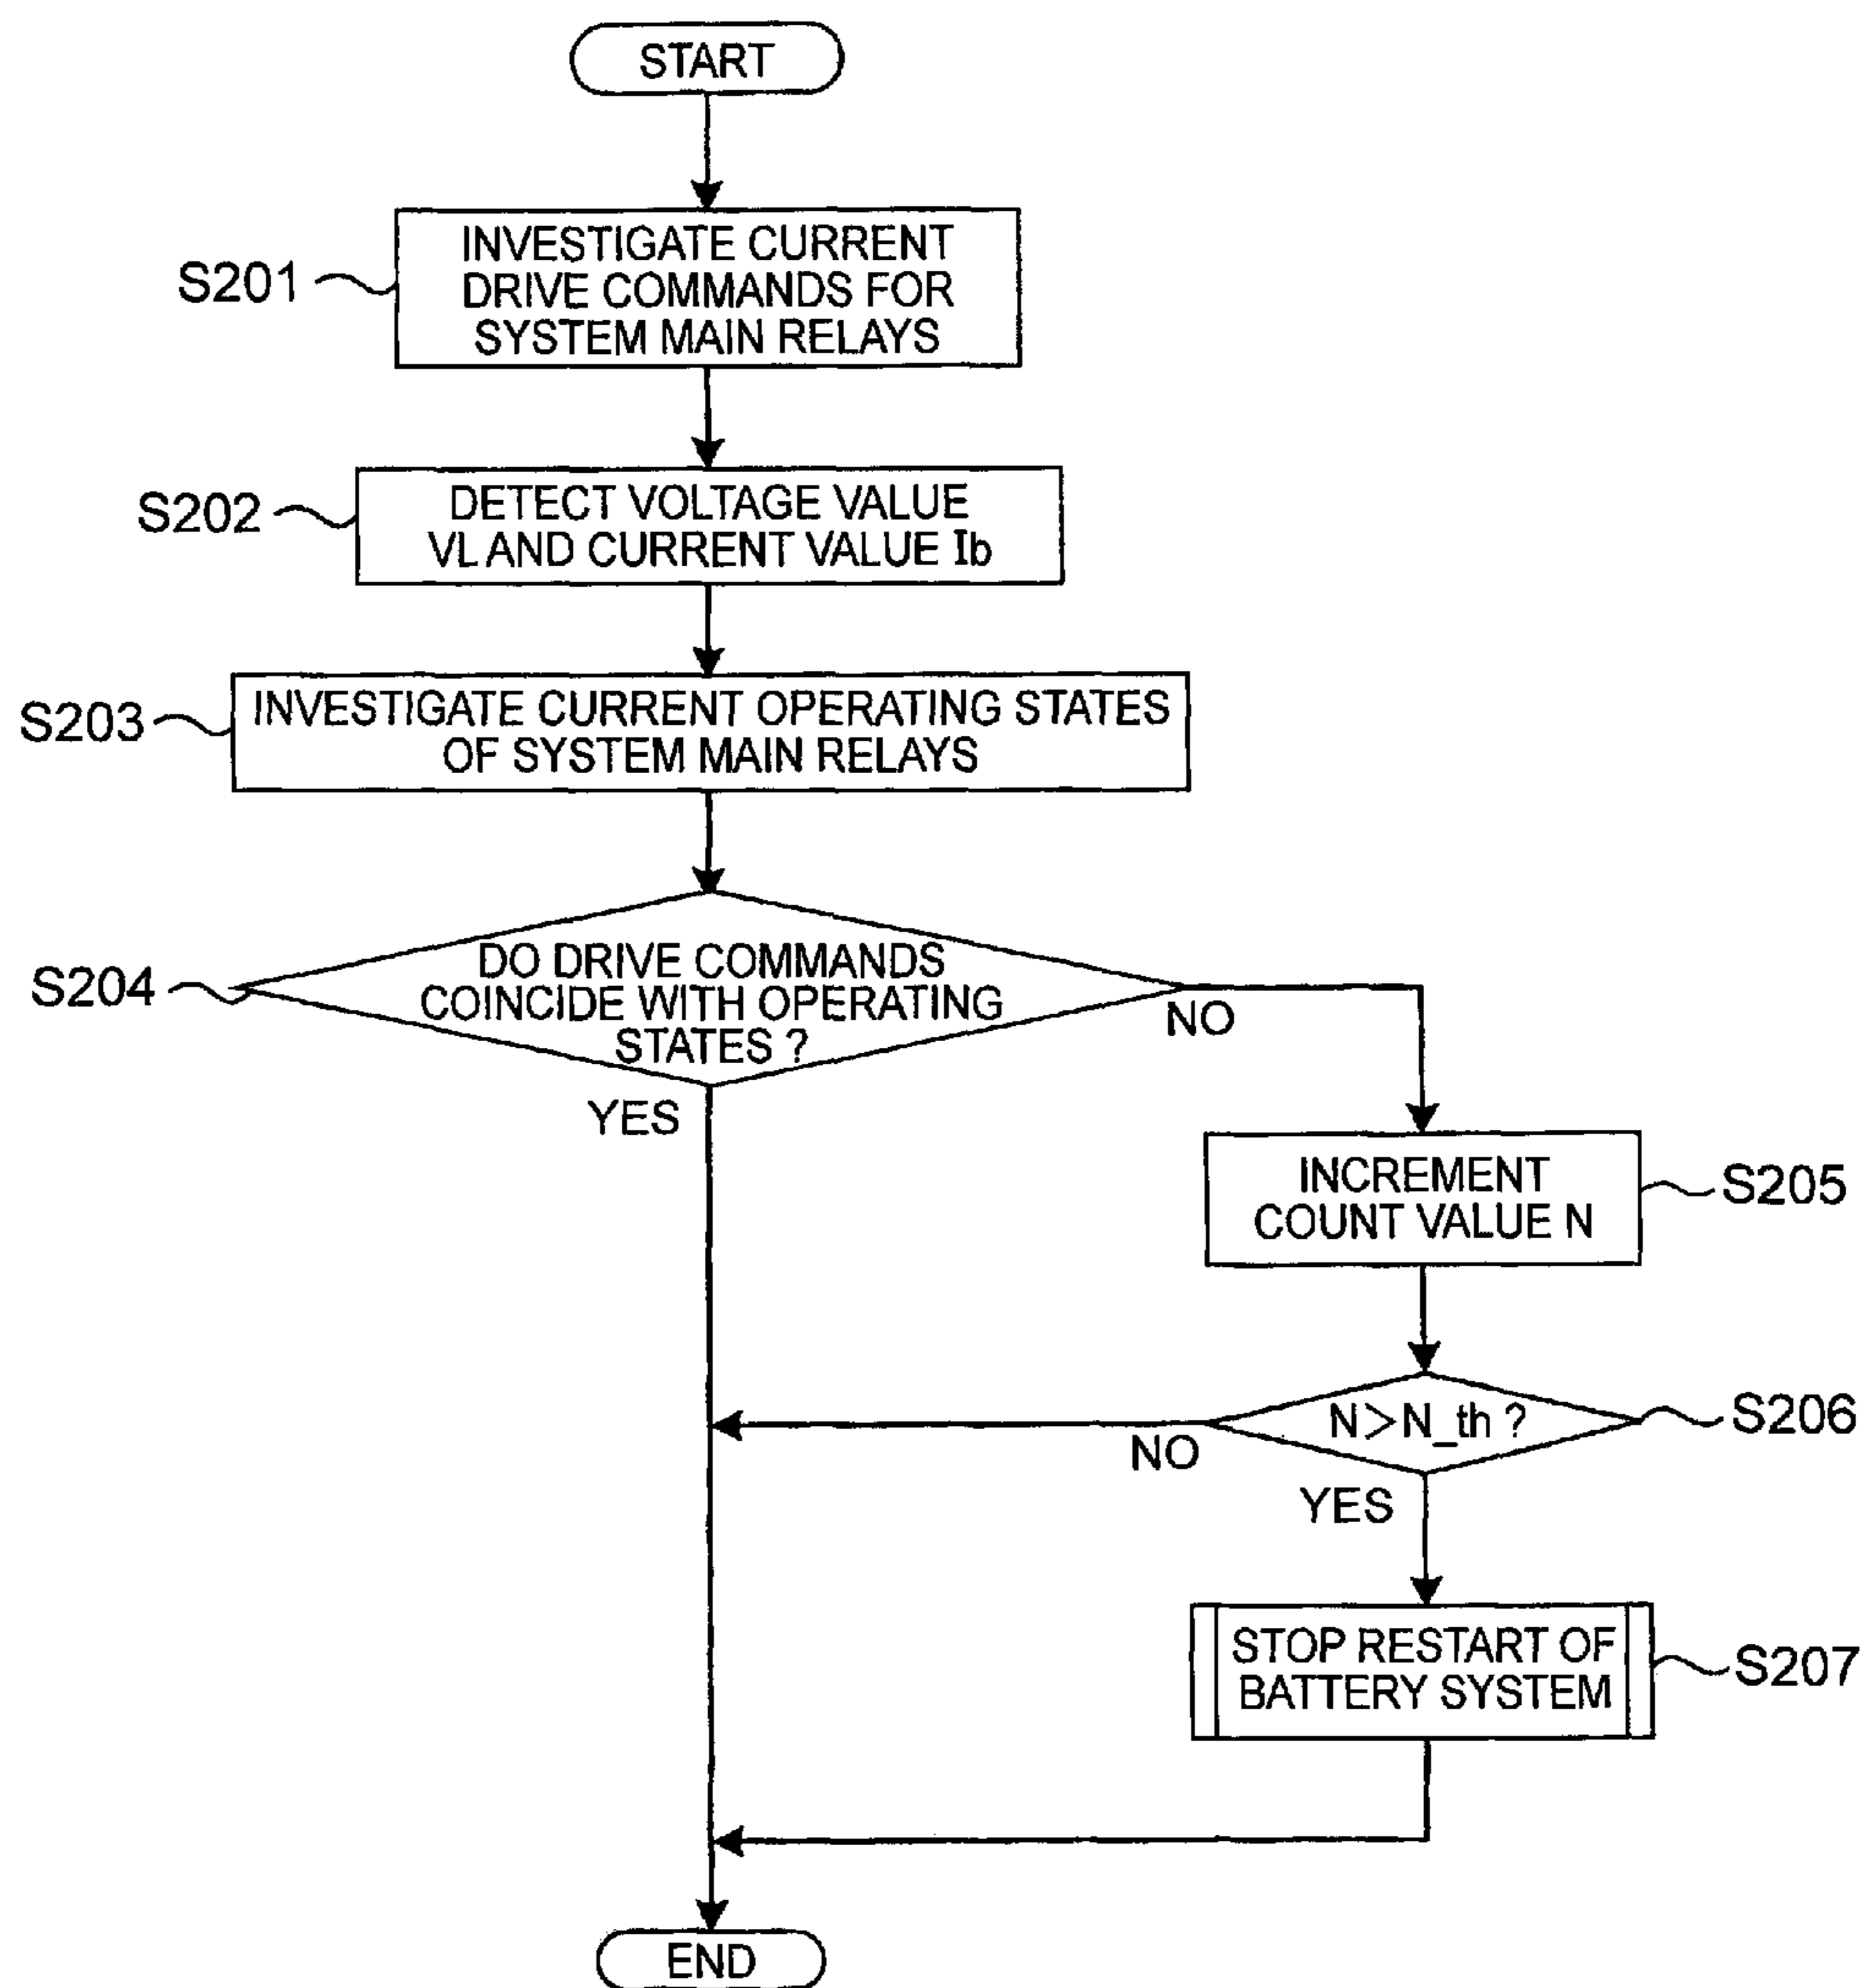 START
S201
INVESTIGATE CURRENT
DRIVE COMMANDS FOR
SYSTEM MAIN RELAYS
S202
DETECT VOLTAGE VALUE
VL AND CURRENT VALUE Ib
S203
INVESTIGATE CURRENT OPERATING STATES
OF SYSTEM MAIN RELAYS
S204
DO DRIVE COMMANDS
COINCIDE WITH OPERATING
STATES ?
NO
YES
INCREMENT
COUNT VALUE N
S205
N>N_th ?
S206
NO
YES
STOP RESTART OF
BATTERY SYSTEM
S207
END